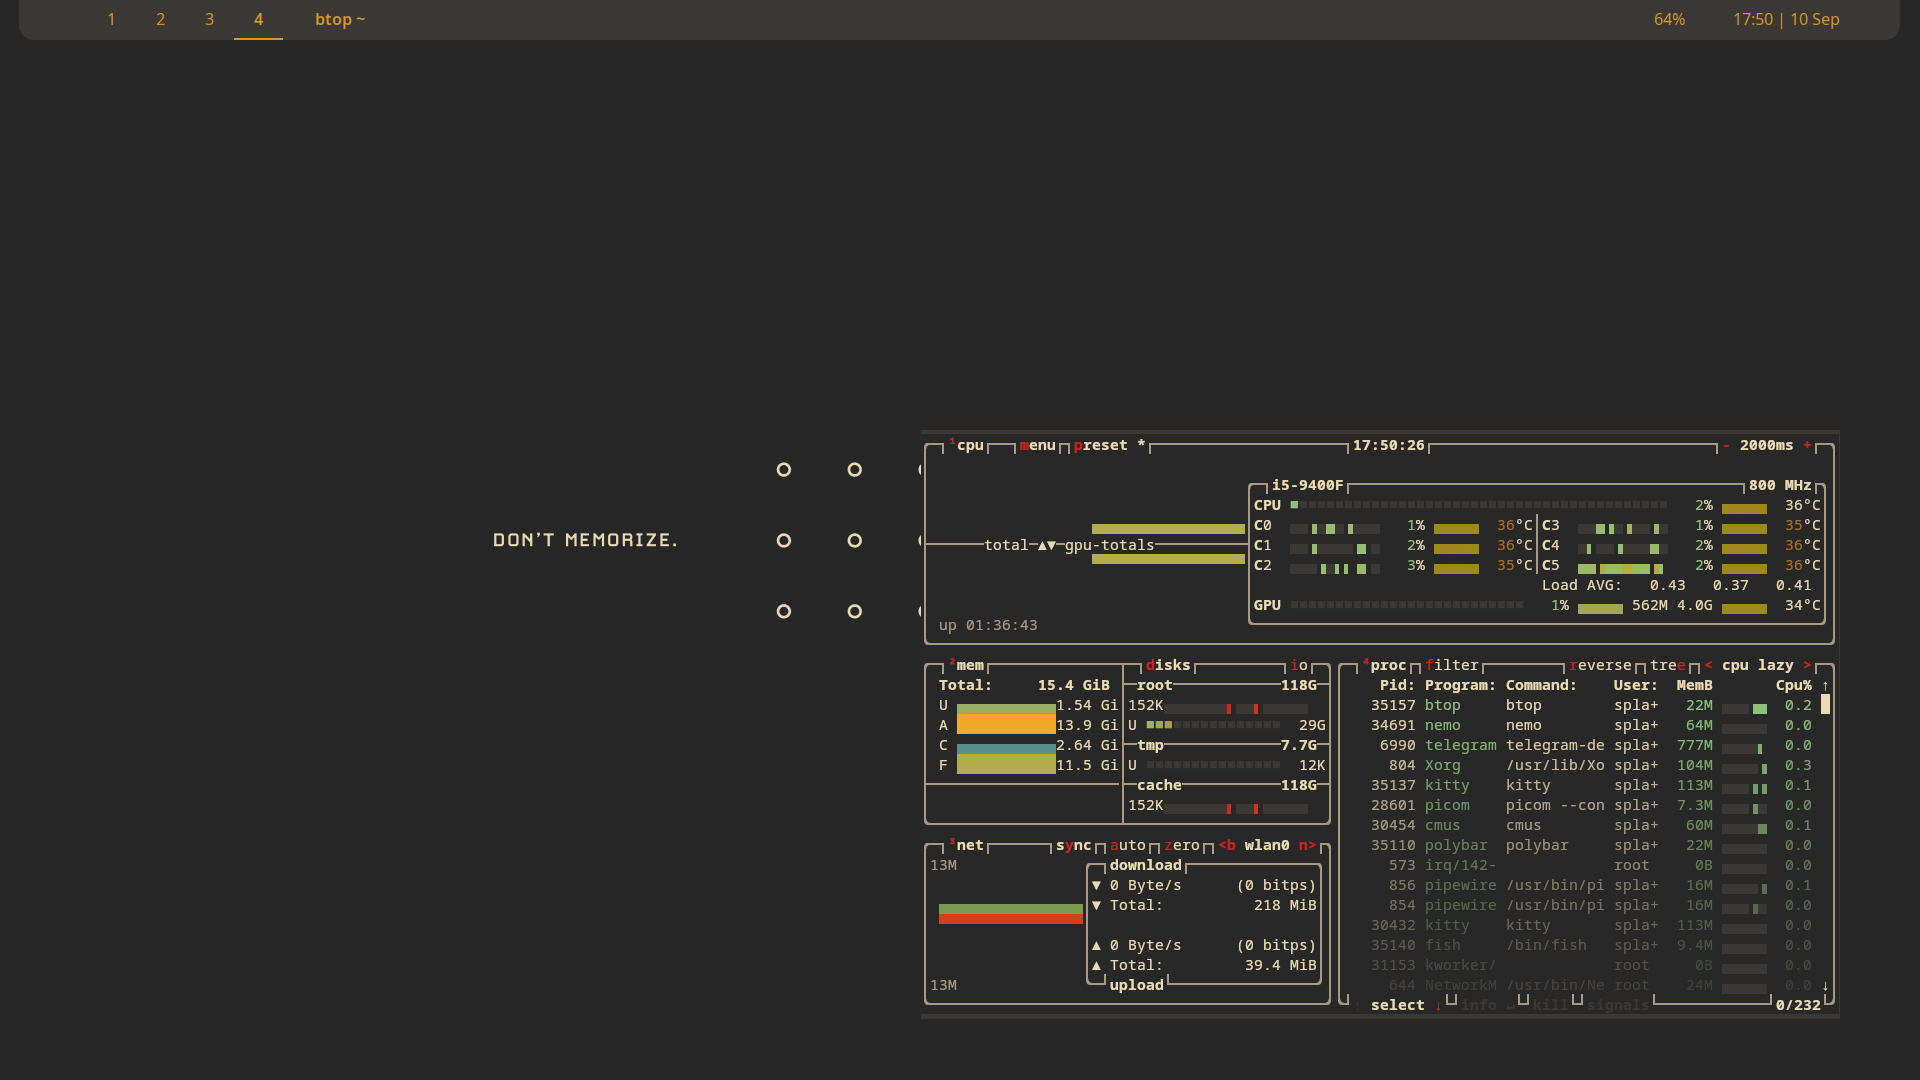 1 2 3 4 btop ~ 64% 17:50 | 10 Sep
DON'T MEMORIZE.
¹cpu menu preset * 17:50:26 - 2000ms +
i5-9400F 800 MHz
CPU 2% 36°C
C0 1% 36°C C3 1% 35°C
total▲▼gpu-totals C1 2% 36°C C4 2% 36°C
C2 3% 35°C C5 2% 36°C
Load AVG: 0.43 0.37 0.41
GPU 1% 562M/4.0G 34°C
up 01:36:43
²mem disks io
Total: 15.4 GiB root 118G
U 1.54 Gi 152K
A 13.9 Gi U 29G
C 2.64 Gi tmp 7.7G
F 11.5 Gi U 12K
cache 118G
152K
³net sync auto zero <b wlan0 n>
13M download
▼ 0 Byte/s (0 bitps)
▼ Total: 218 MiB
▲ 0 Byte/s (0 bitps)
▲ Total: 39.4 MiB
13M upload
⁴proc filter reverse tree < cpu lazy >
Pid: Program: Command: User: MemB Cpu% ↑
35157 btop btop spla+ 22M 0.2
34691 nemo nemo spla+ 64M 0.0
6990 telegram telegram-de spla+ 777M 0.0
804 Xorg /usr/lib/Xo spla+ 104M 0.3
35137 kitty kitty spla+ 113M 0.1
28601 picom picom --con spla+ 7.3M 0.0
30454 cmus cmus spla+ 60M 0.1
35110 polybar polybar spla+ 22M 0.0
573 irq/142- root 0B 0.0
856 pipewire /usr/bin/pi spla+ 16M 0.1
854 pipewire /usr/bin/pi spla+ 16M 0.0
30432 kitty kitty spla+ 113M 0.0
35140 fish /bin/fish spla+ 9.4M 0.0
31153 kworker/ root 0B 0.0
644 NetworkM /usr/bin/Ne root 24M 0.0 ↓
↑ select ↓ info ↵ kill signals 0/232